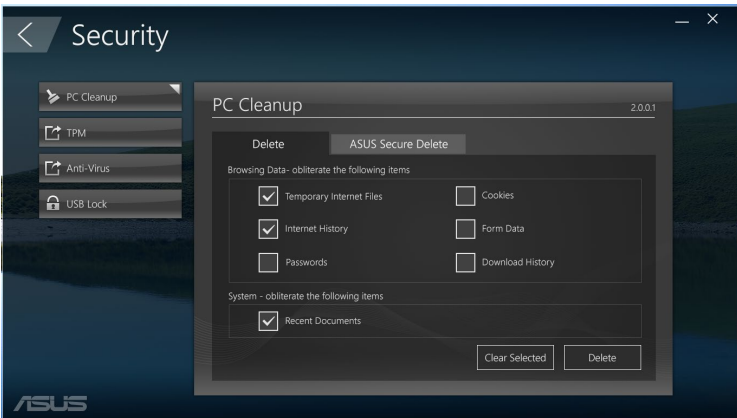 Security
PC Cleanup
TPM
Anti-Virus
USB Lock
PC Cleanup
2.0.0.1
Delete
ASUS Secure Delete
Browsing Data- obliterate the following items
Temporary Internet Files
Cookies
Internet History
Form Data
Passwords
Download History
System - obliterate the following items
Recent Documents
Clear Selected
Delete
ASUS